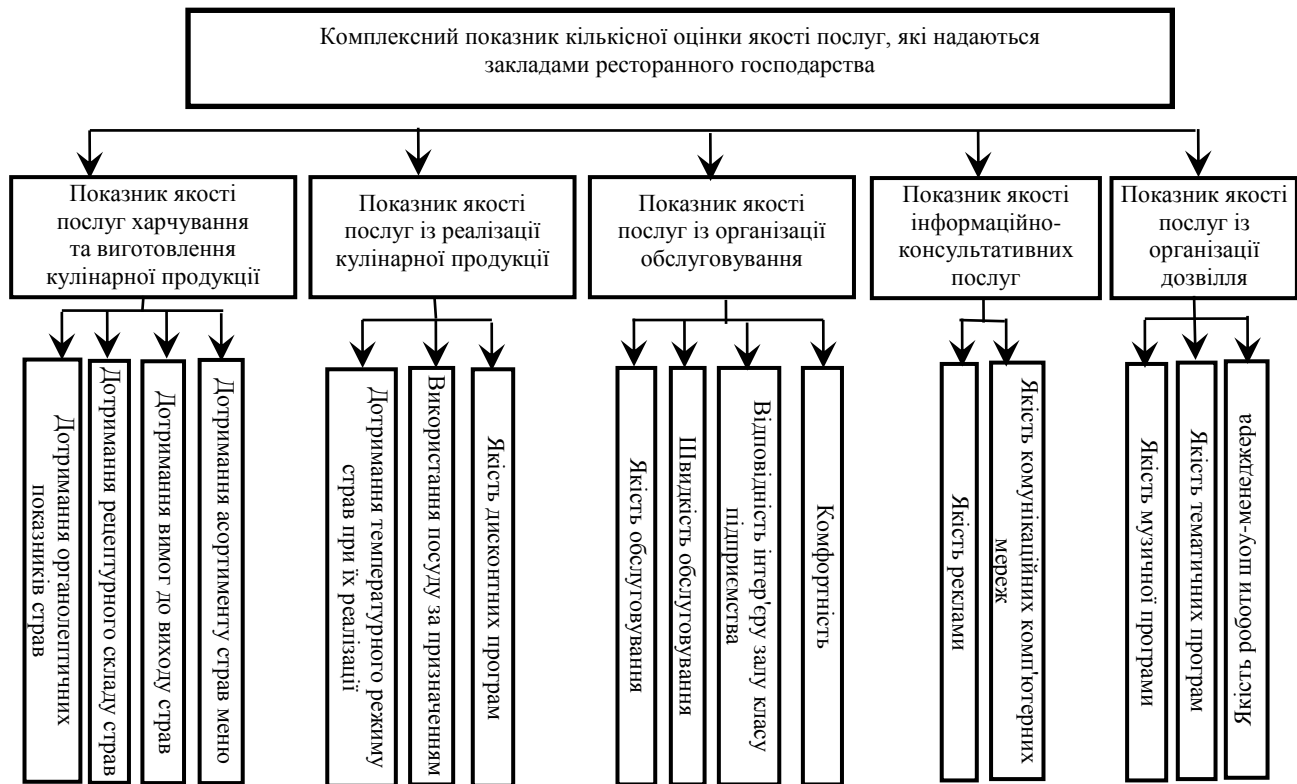 Комплексний показник кількісної оцінки якості послуг, які надаються
закладами ресторанного господарства
Показник якості
послуг харчування
та виготовлення
кулінарної продукції
Показник якості
послуг із реалізації
кулінарної продукції
Показник якості
послуг із організації
обслуговування
Показник якості
інформаційно-
консультативних
послуг
Показник якості
послуг із
організації
дозвілля
Дотримання органолептичних
показників страв
Дотримання рецептурного складу страв
Дотримання вимог до виходу страв
Дотримання асортименту страв меню
Дотримання температурного режиму
страв при їх реалізації
Використання посуду за призначенням
Якість дисконтних програм
Якість обслуговування
Швидкість обслуговування
Відповідність інтер'єру залу класу
підприємства
Комфортність
Якість реклами
Якість комунікаційних комп'ютерних
мереж
Якість музичної програми
Якість тематичних програм
Якість роботи шоу-менеджера